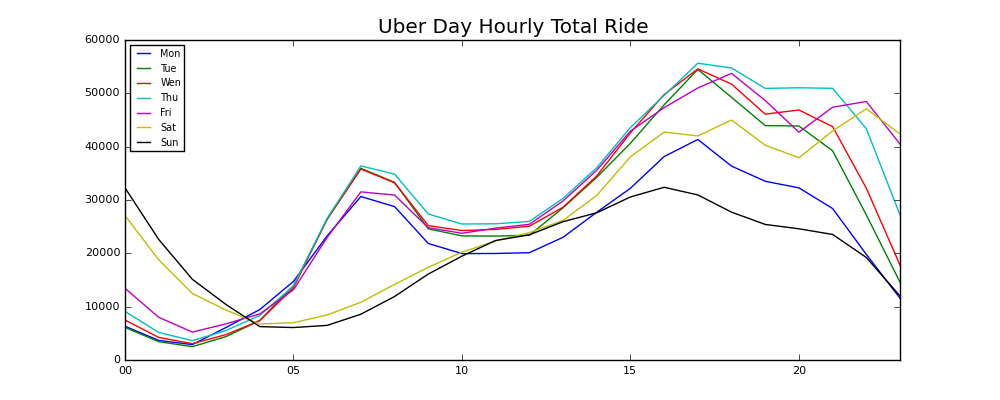 Uber Day Hourly Total Ride
60000
50000
40000
30000
20000
10000
0
Mon
Tue
Wen
Thu
Fri
Sat
Sun
00 05 10 15 20